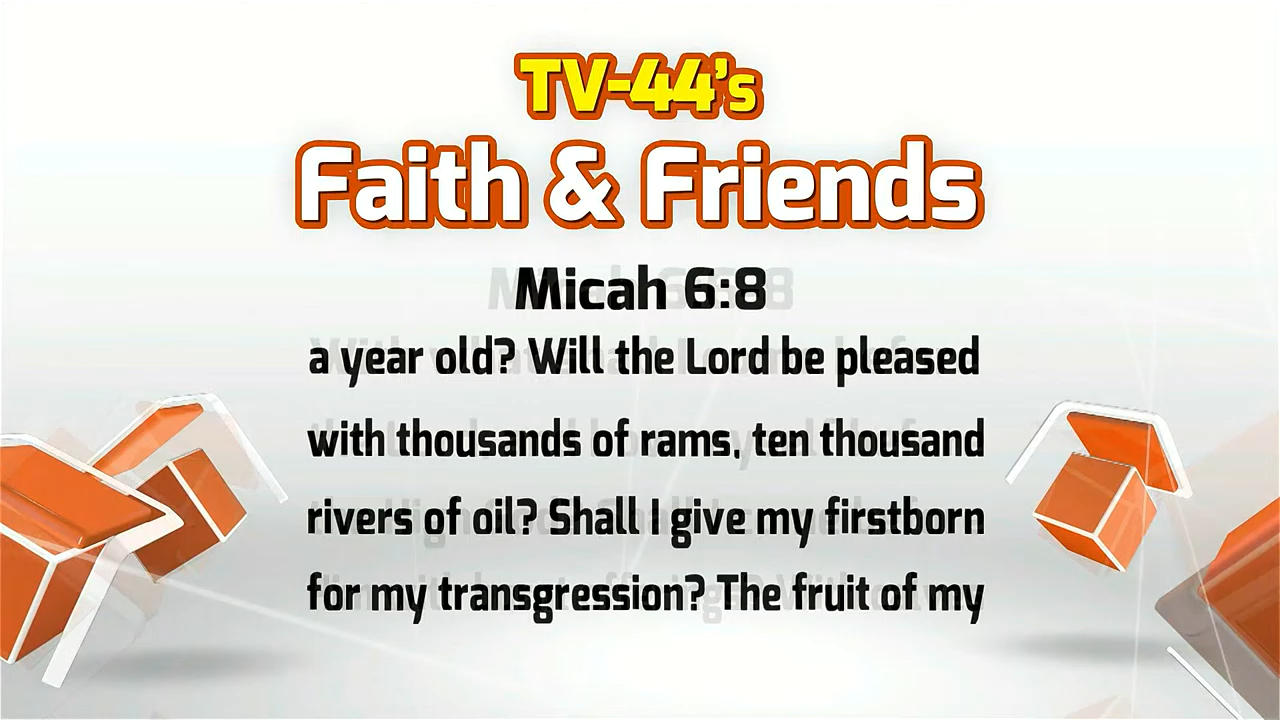 TV-44's
Faith & Friends
Micah 6:8
a year old? Will the Lord be pleased
with thousands of rams, ten thousand
rivers of oil? Shall I give my firstborn
for my transgression? The fruit of my